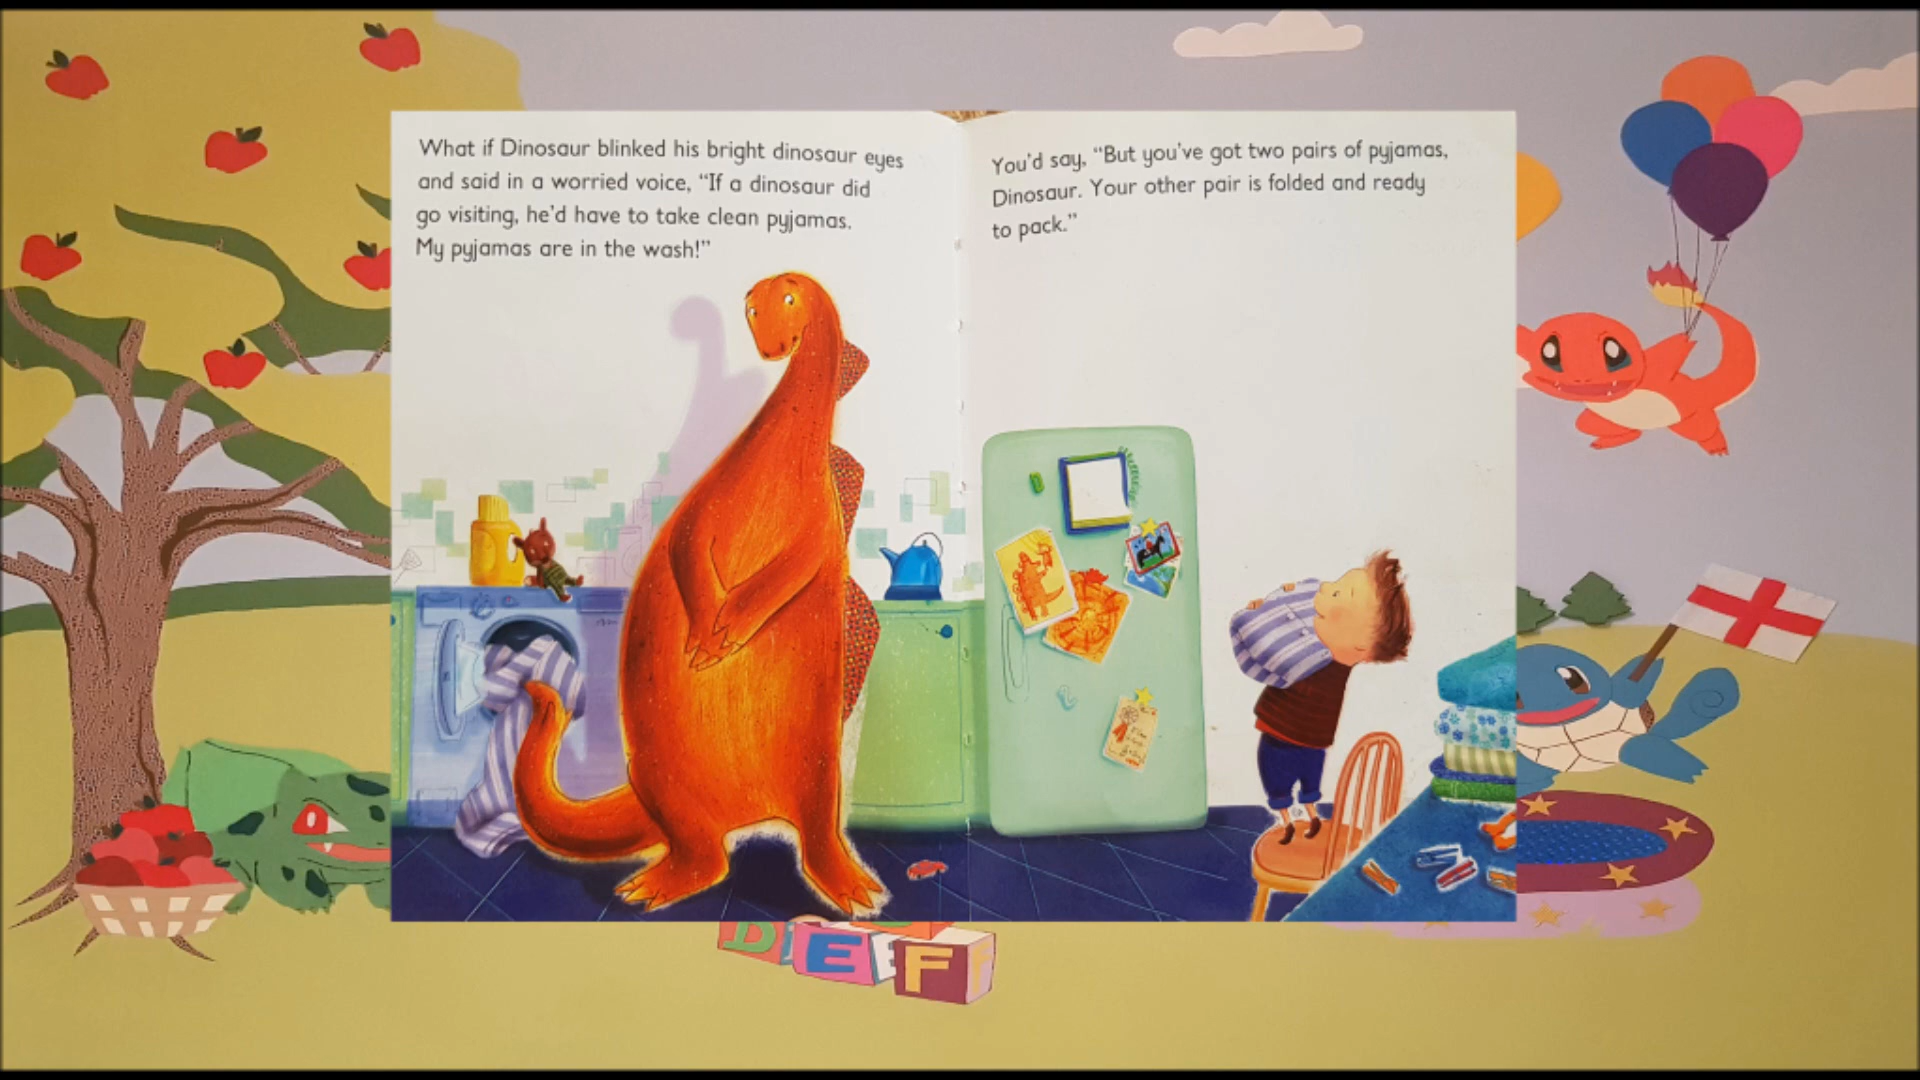 What if Dinosaur blinked his bright dinosaur eyes
and said in a worried voice, “If a dinosaur did
go visiting, he’d have to take clean pyjamas.
My pyjamas are in the wash!”
You’d say, “But you’ve got two pairs of pyjamas,
Dinosaur. Your other pair is folded and ready
to pack.”
D
E
F